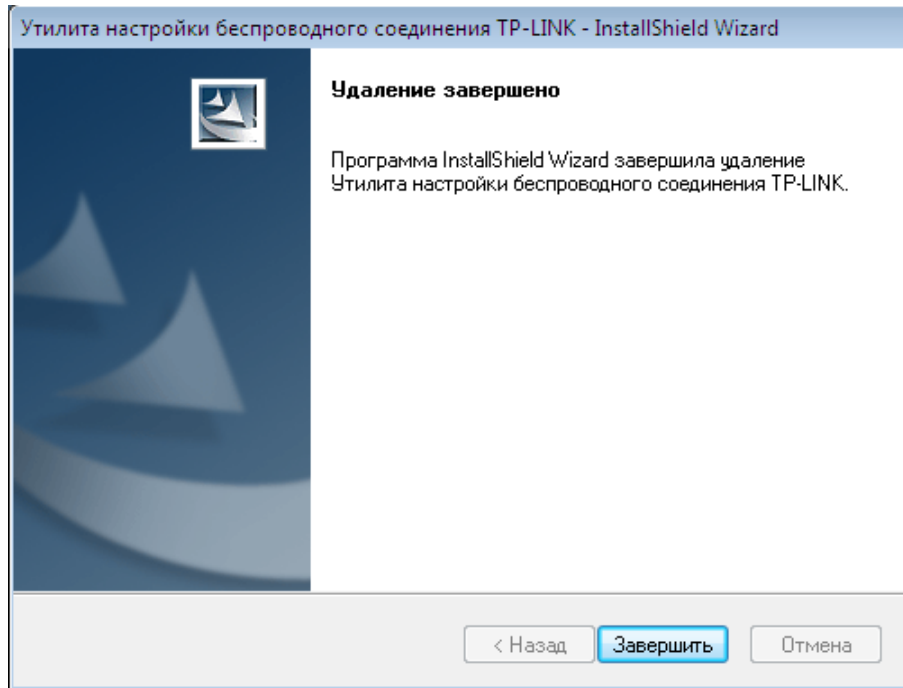 Утилита настройки беспроводного соединения TP-LINK - InstallShield Wizard
Удаление завершено
Программа InstallShield Wizard завершила удаление
Утилита настройки беспроводного соединения TP-LINK.
< Назад
Завершить
Отмена